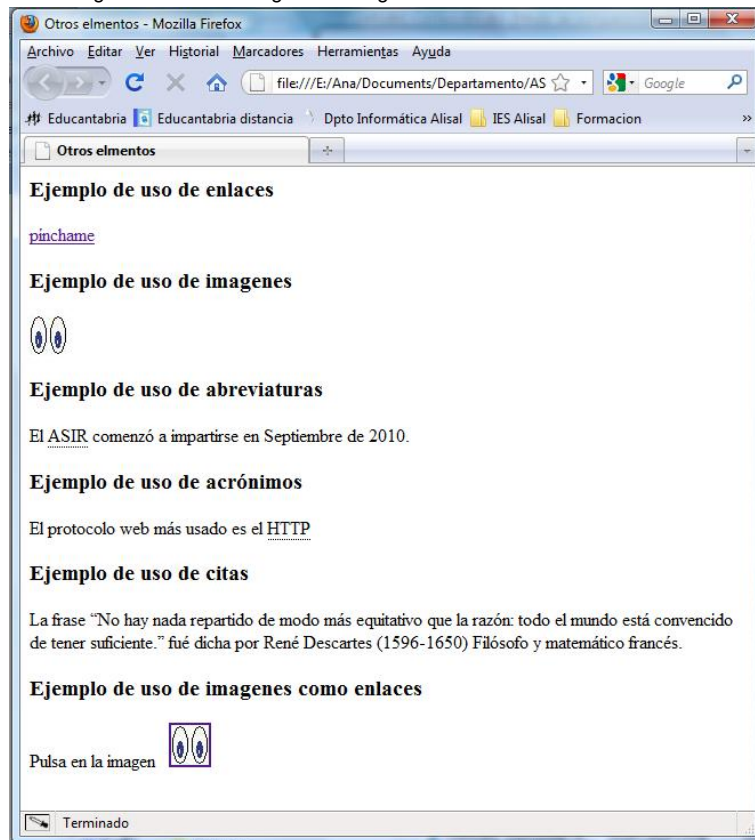 Otros elmentos - Mozilla Firefox
Archivo Editar Ver Historial Marcadores Herramientas Ayuda
file:///E:/Ana/Documents/Departamento/AS Google
Educantabria Educantabria distancia Dpto Informática Alisal IES Alisal Formacion »
Otros elmentos
Ejemplo de uso de enlaces
pínchame
Ejemplo de uso de imagenes
Ejemplo de uso de abreviaturas
El ASIR comenzó a impartirse en Septiembre de 2010.
Ejemplo de uso de acrónimos
El protocolo web más usado es el HTTP
Ejemplo de uso de citas
La frase “No hay nada repartido de modo más equitativo que la razón: todo el mundo está convencido
de tener suficiente.” fué dicha por René Descartes (1596-1650) Filósofo y matemático francés.
Ejemplo de uso de imagenes como enlaces
Pulsa en la imagen
Terminado